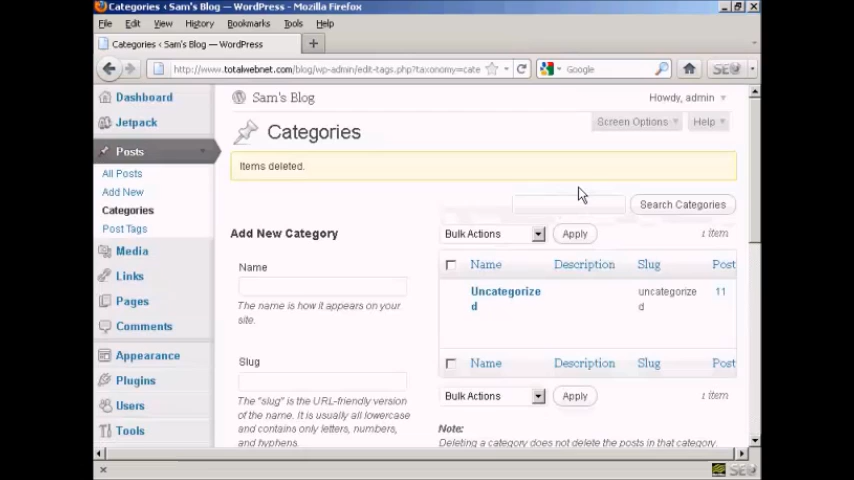 Categories ‹ Sam's Blog — WordPress - Mozilla Firefox
File Edit View History Bookmarks Tools Help
Categories ‹ Sam's Blog — WordPress
http://www.totalwebnet.com/blog/wp-admin/edit-tags.php?taxonomy=cate
Google
SEO
Dashboard
Sam's Blog
Howdy, admin
Jetpack
Categories
Screen Options
Help
Posts
Items deleted.
All Posts
Add New
Search Categories
Categories
Post Tags
Add New Category
Bulk Actions
Apply
1 item
Media
Name
Name Description Slug Post
Links
Uncategorize
d
uncategorize
d
11
Pages
The name is how it appears on your
site.
Comments
Appearance
Slug
Name Description Slug Post
Plugins
Bulk Actions
Apply
1 item
The "slug" is the URL-friendly version
of the name. It is usually all lowercase
and contains only letters, numbers,
and hyphens.
Users
Tools
Note:
Deleting a category does not delete the posts in that category.
SEO